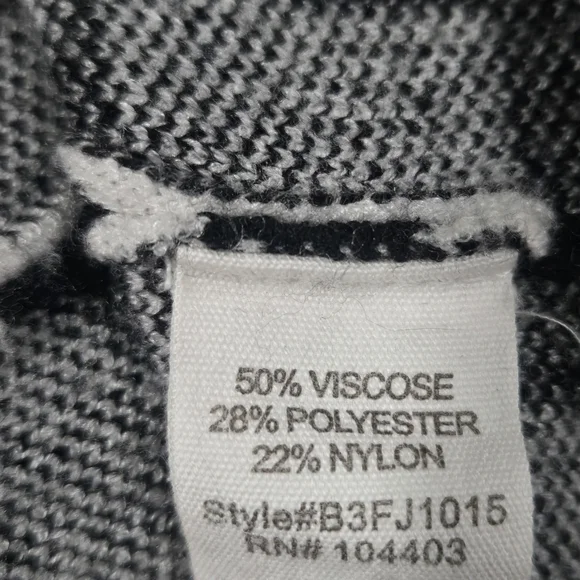 50% VISCOSE
28% POLYESTER
22% NYLON
Style#B3FJ1015
RN# 104403